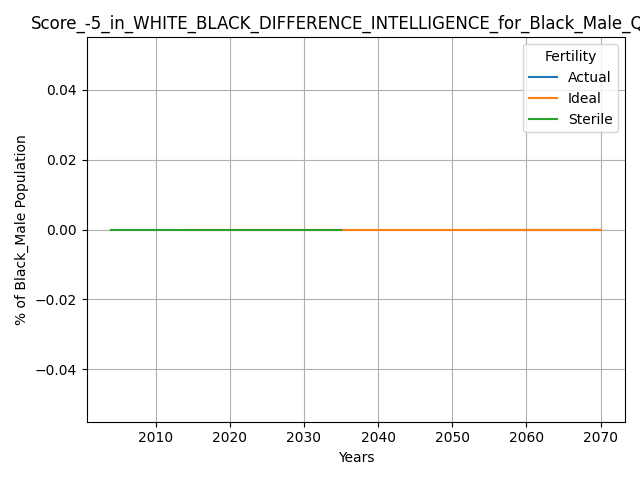 Score_-5_in_WHITE_BLACK_DIFFERENCE_INTELLIGENCE_for_Black_Male_Q
Fertility
Actual
Ideal
Sterile
0.04
0.02
0.00
−0.02
−0.04
% of Black_Male Population
2010 2020 2030 2040 2050 2060 2070
Years